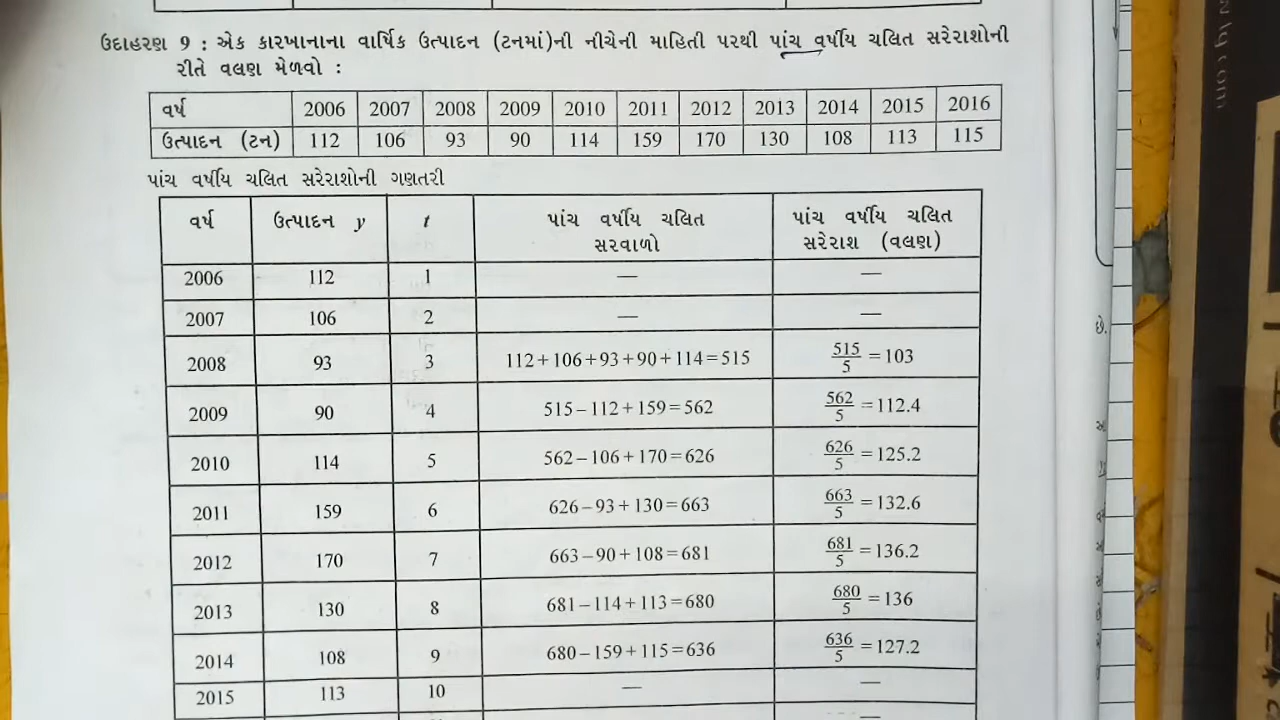 ઉદાહરણ 9 : એક કારખાનાના વાર્ષિક ઉત્પાદન (ટનમાં)ની નીચેની માહિતી પરથી પાંચ વર્ષીય ચલિત સરેરાશોની
રીતે વલણ મેળવો :
વર્ષ 2006 2007 2008 2009 2010 2011 2012 2013 2014 2015 2016
ઉત્પાદન (ટન) 112 106 93 90 114 159 170 130 108 113 115
પાંચ વર્ષીય ચલિત સરેરાશોની ગણતરી
વર્ષ ઉત્પાદન y t પાંચ વર્ષીય ચલિત સરવાળો પાંચ વર્ષીય ચલિત સરેરાશ (વલણ)
2006 112 1 — —
2007 106 2 — —
2008 93 3 112+106+93+90+114=515 515/5 =103
2009 90 4 515–112+159=562 562/5 =112.4
2010 114 5 562–106+170=626 626/5 =125.2
2011 159 6 626–93+130=663 663/5 =132.6
2012 170 7 663–90+108=681 681/5 =136.2
2013 130 8 681–114+113=680 680/5 =136
2014 108 9 680–159+115=636 636/5 =127.2
2015 113 10 — —
છે.